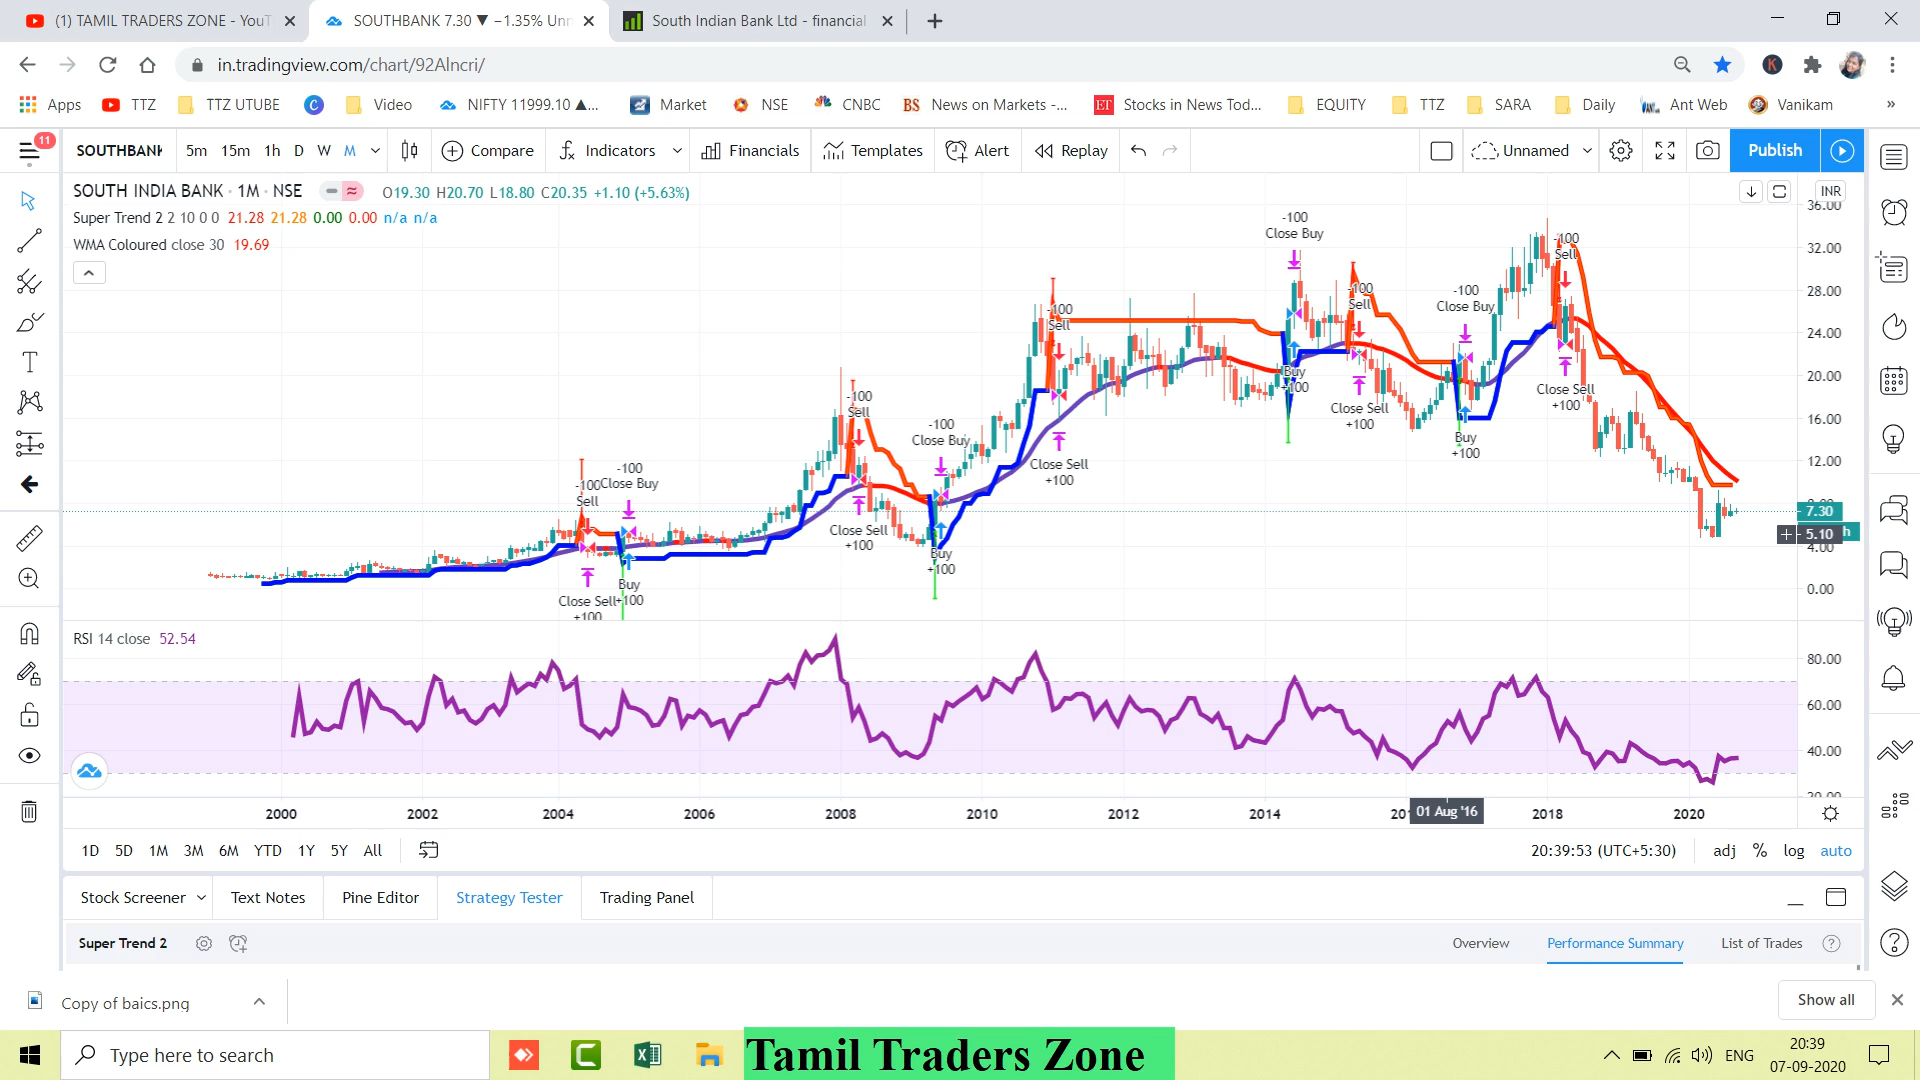 (1) TAMIL TRADERS ZONE - YouT
SOUTHBANK 7.30 ▼ −1.35% Unn
South Indian Bank Ltd - financial
in.tradingview.com/chart/92AIncri/
Apps TTZ TTZ UTUBE Video NIFTY 11999.10 ▲... Market NSE CNBC BS News on Markets -... ET Stocks in News Tod... EQUITY TTZ SARA Daily Ant Web Vanikam »
11
SOUTHBANK 5m 15m 1h D W M Compare Indicators Financials Templates Alert Replay Unnamed Publish
SOUTH INDIA BANK · 1M · NSE O19.30 H20.70 L18.80 C20.35 +1.10 (+5.63%)
INR
Super Trend 2 2 10 0 0 21.28 21.28 0.00 0.00 n/a n/a
WMA Coloured close 30 19.69
36.00
32.00
28.00
24.00
20.00
16.00
12.00
8.00
7.30
5.10
4.00
0.00
-100
Sell
Close Sell
+100
-100
Close Buy
Buy
+100
-100
Sell
Close Sell
+100
-100
Close Buy
Buy
+100
-100
Sell
Close Sell
+100
-100
Close Buy
Buy
+100
-100
Sell
Close Sell
+100
-100
Close Buy
Buy
+100
-100
Sell
Close Sell
+100
RSI 14 close 52.54
80.00
60.00
40.00
20.00
2000 2002 2004 2006 2008 2010 2012 2014 01 Aug '16 2018 2020
1D 5D 1M 3M 6M YTD 1Y 5Y All 20:39:53 (UTC+5:30) adj % log auto
Stock Screener Text Notes Pine Editor Strategy Tester Trading Panel
Super Trend 2 Overview Performance Summary List of Trades
Copy of baics.png Show all
Type here to search Tamil Traders Zone ENG 20:39
07-09-2020